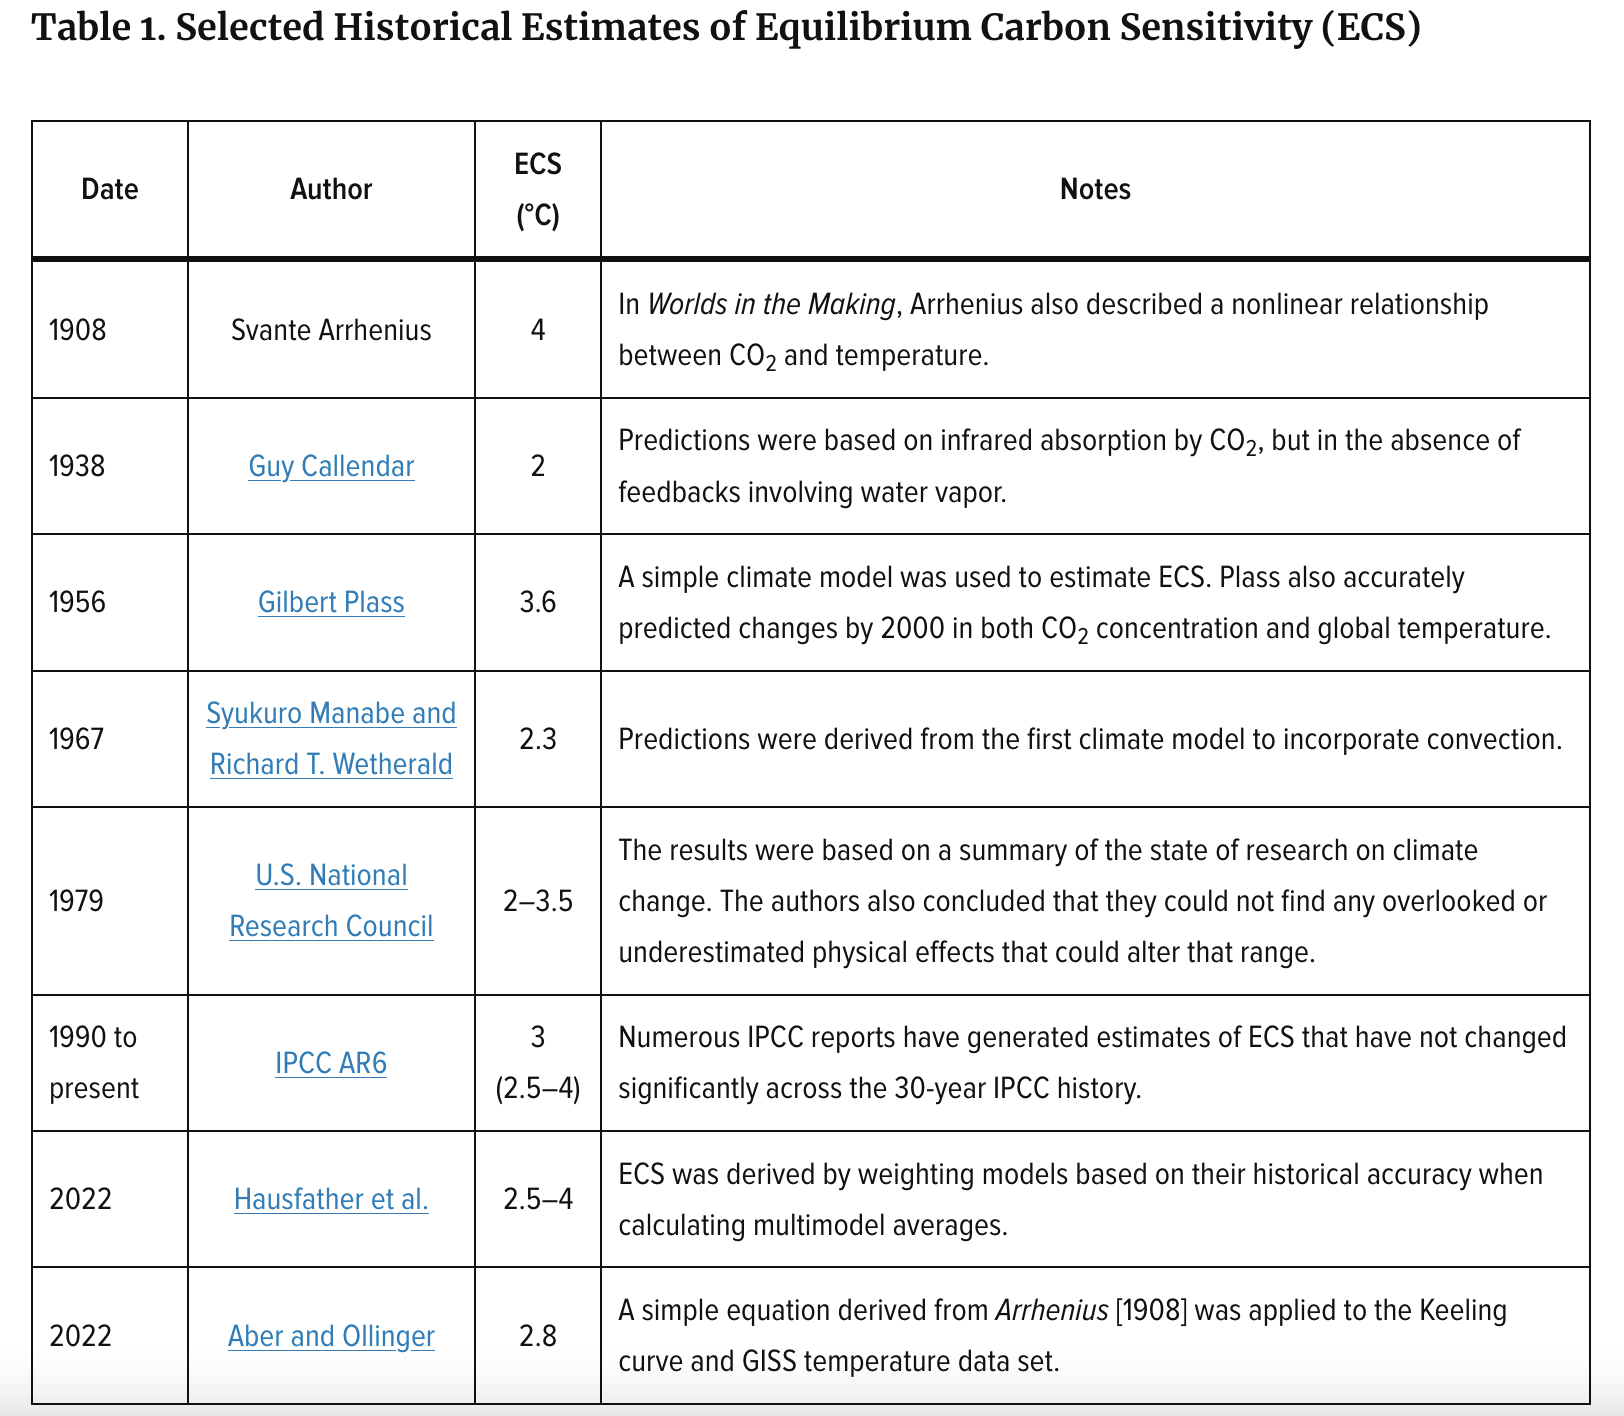 Table 1. Selected Historical Estimates of Equilibrium Carbon Sensitivity (ECS)
Date
Author
ECS
(°C)
Notes
1908
Svante Arrhenius
4
In Worlds in the Making, Arrhenius also described a nonlinear relationship
between CO₂ and temperature.
1938
Guy Callendar
2
Predictions were based on infrared absorption by CO₂, but in the absence of
feedbacks involving water vapor.
1956
Gilbert Plass
3.6
A simple climate model was used to estimate ECS. Plass also accurately
predicted changes by 2000 in both CO₂ concentration and global temperature.
1967
Syukuro Manabe and
Richard T. Wetherald
2.3
Predictions were derived from the first climate model to incorporate convection.
1979
U.S. National
Research Council
2–3.5
The results were based on a summary of the state of research on climate
change. The authors also concluded that they could not find any overlooked or
underestimated physical effects that could alter that range.
1990 to
present
IPCC AR6
3
(2.5–4)
Numerous IPCC reports have generated estimates of ECS that have not changed
significantly across the 30-year IPCC history.
2022
Hausfather et al.
2.5–4
ECS was derived by weighting models based on their historical accuracy when
calculating multimodel averages.
2022
Aber and Ollinger
2.8
A simple equation derived from Arrhenius [1908] was applied to the Keeling
curve and GISS temperature data set.